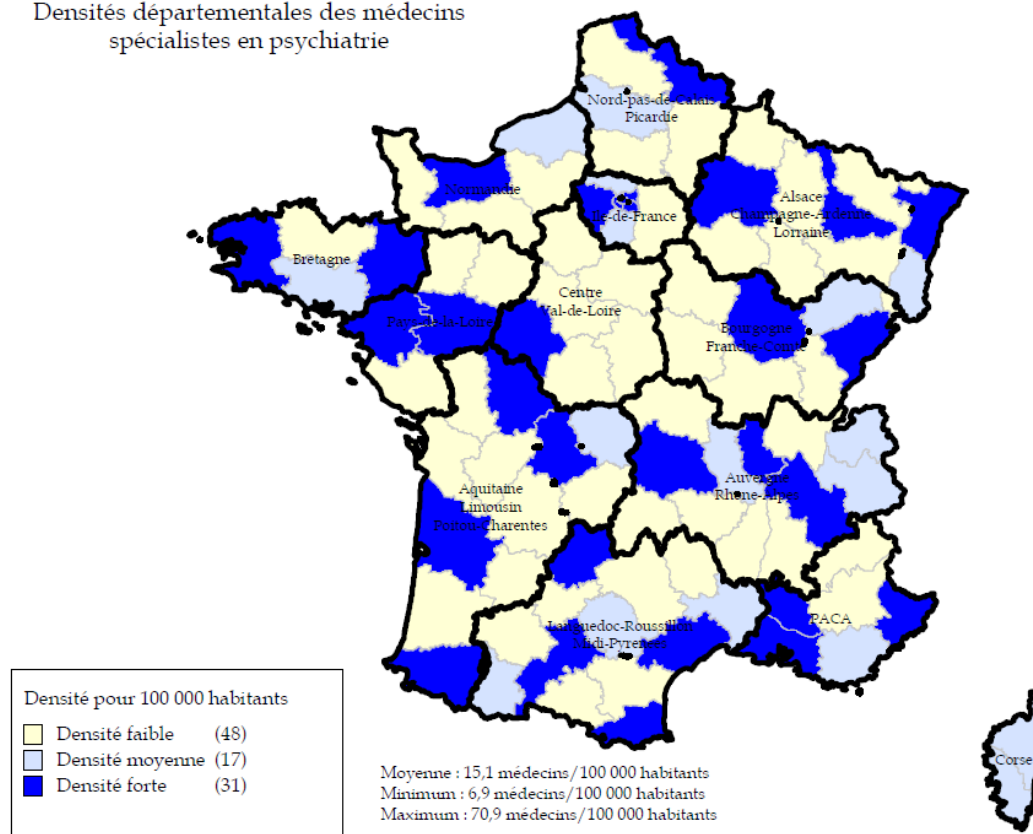 Densités départementales des médecins
spécialistes en psychiatrie
Nord-pas-de-Calais
Picardie
Normandie
Ile-de-France
Alsace
Champagne-Ardenne
Lorraine
Bretagne
Pays-de-la-Loire
Centre
Val-de-Loire
Bourgogne
Franche-Comté
Auvergne
Rhône-Alpes
Aquitaine
Limousin
Poitou-Charentes
Languedoc-Roussillon
Midi-Pyrénées
PACA
Corse
Densité pour 100 000 habitants
Densité faible (48)
Densité moyenne (17)
Densité forte (31)
Moyenne : 15,1 médecins/100 000 habitants
Minimum : 6,9 médecins/100 000 habitants
Maximum : 70,9 médecins/100 000 habitants